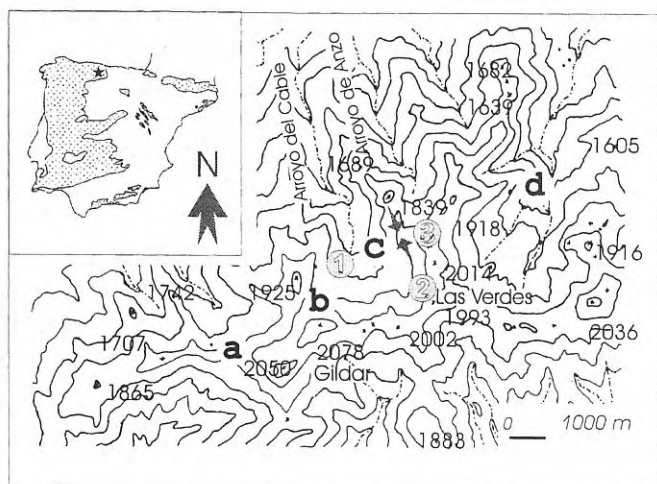 N
Arroyo del Cable
Arroyo de Anzo
1682
1639
1689
1605
d
1839
1918
c
3
1
1916
2014
2
Las Verdes
1742
1925
b
1993
2036
1707
a
2078
2002
2050
Gildar
1865
0 1000 m
1883